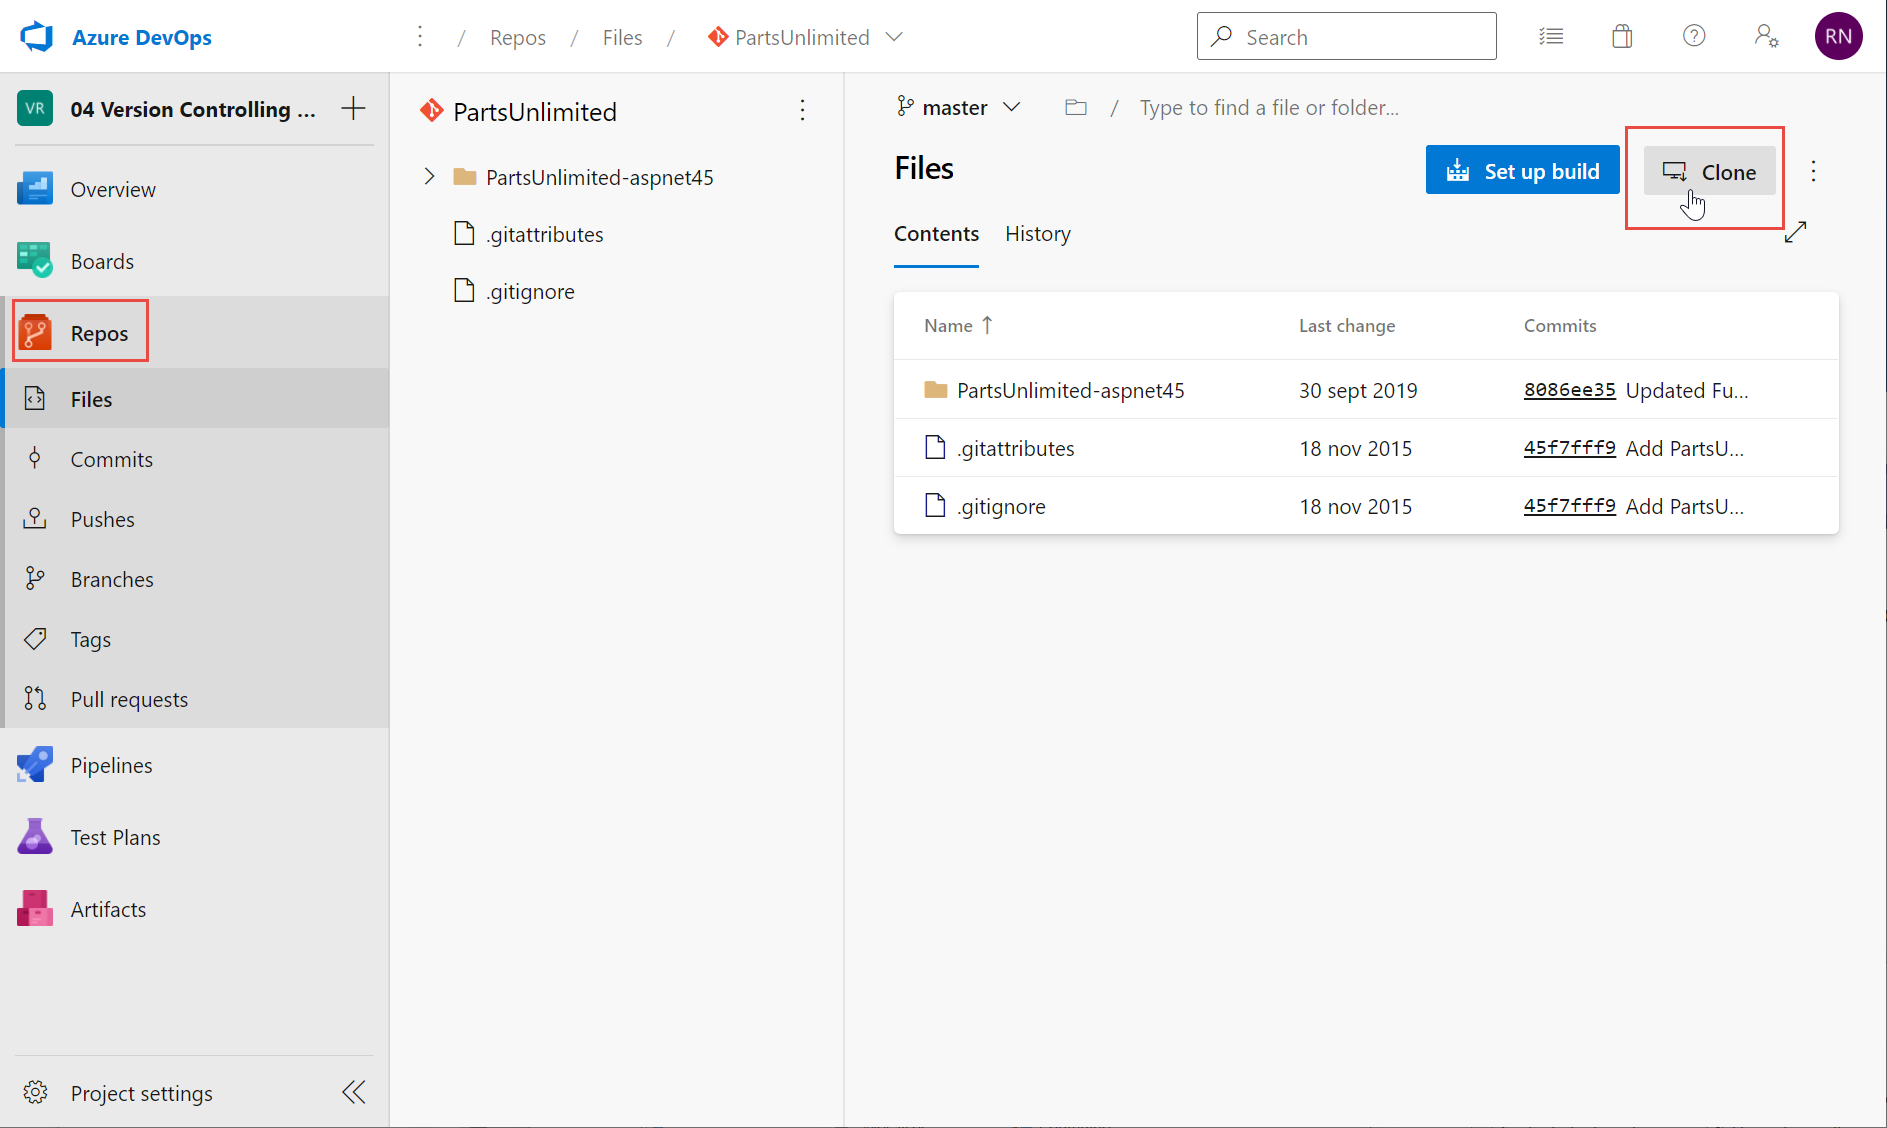 Azure DevOps
/ Repos / Files / PartsUnlimited
Search
RN
VR 04 Version Controlling ...
Overview
Boards
Repos
Files
Commits
Pushes
Branches
Tags
Pull requests
Pipelines
Test Plans
Artifacts
Project settings
PartsUnlimited
PartsUnlimited-aspnet45
.gitattributes
.gitignore
master / Type to find a file or folder...
Files
Set up build
Clone
Contents History
Name Last change Commits
PartsUnlimited-aspnet45 30 sept 2019 8086ee35 Updated Fu...
.gitattributes 18 nov 2015 45f7fff9 Add PartsU...
.gitignore 18 nov 2015 45f7fff9 Add PartsU...